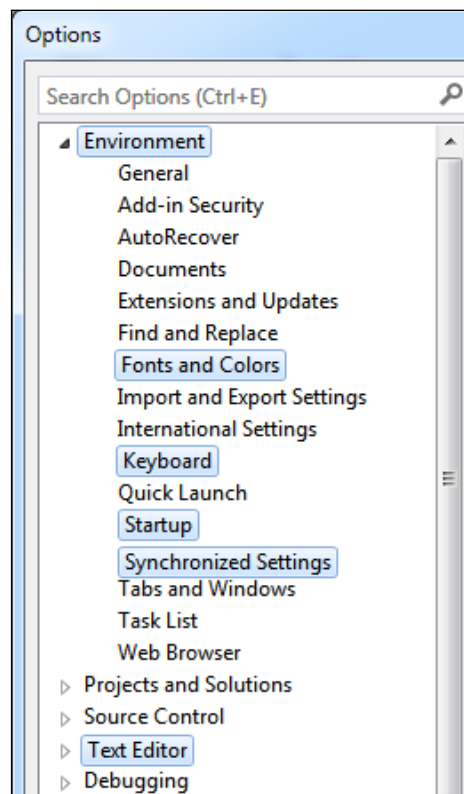 Options
Search Options (Ctrl+E)
Environment
General
Add-in Security
AutoRecover
Documents
Extensions and Updates
Find and Replace
Fonts and Colors
Import and Export Settings
International Settings
Keyboard
Quick Launch
Startup
Synchronized Settings
Tabs and Windows
Task List
Web Browser
Projects and Solutions
Source Control
Text Editor
Debugging